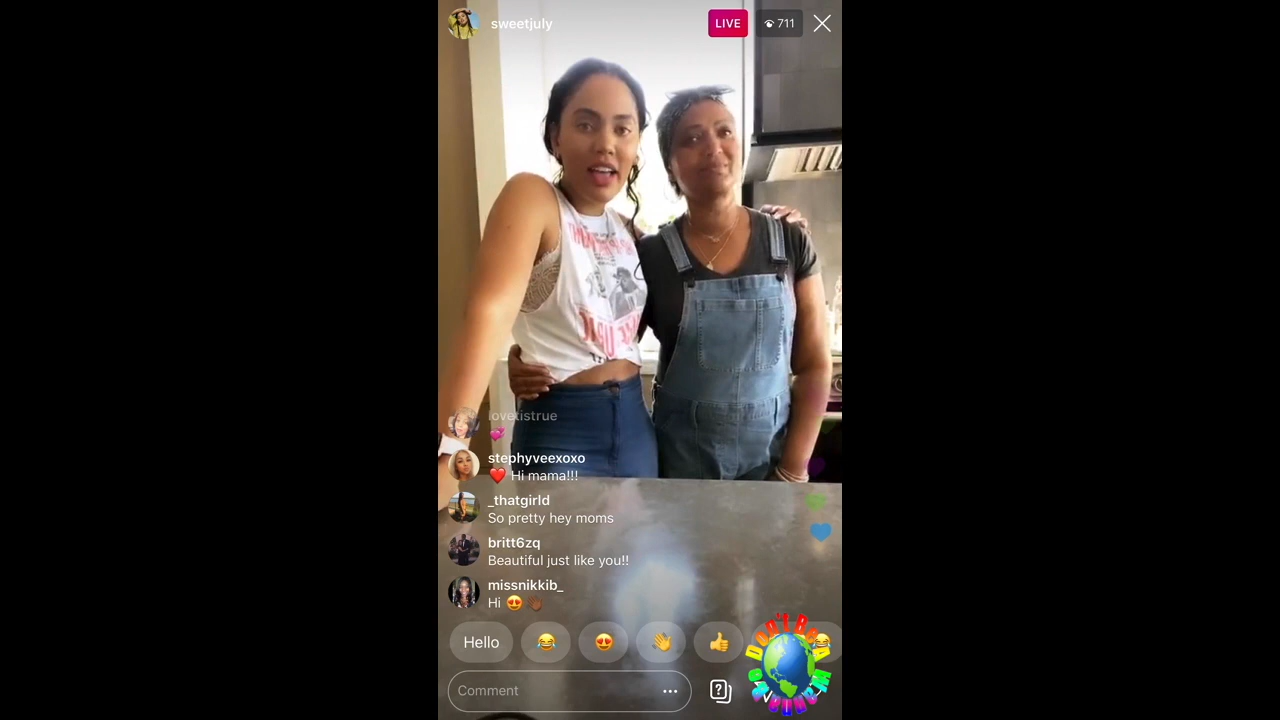 sweetjuly
LIVE
711
lovetistrue
stephyveexoxo
❤️ Hi mama!!!
_thatgirld
So pretty hey moms
britt6zq
Beautiful just like you!!
missnikkib_
Hi 😍 👋🏾
Hello
Comment